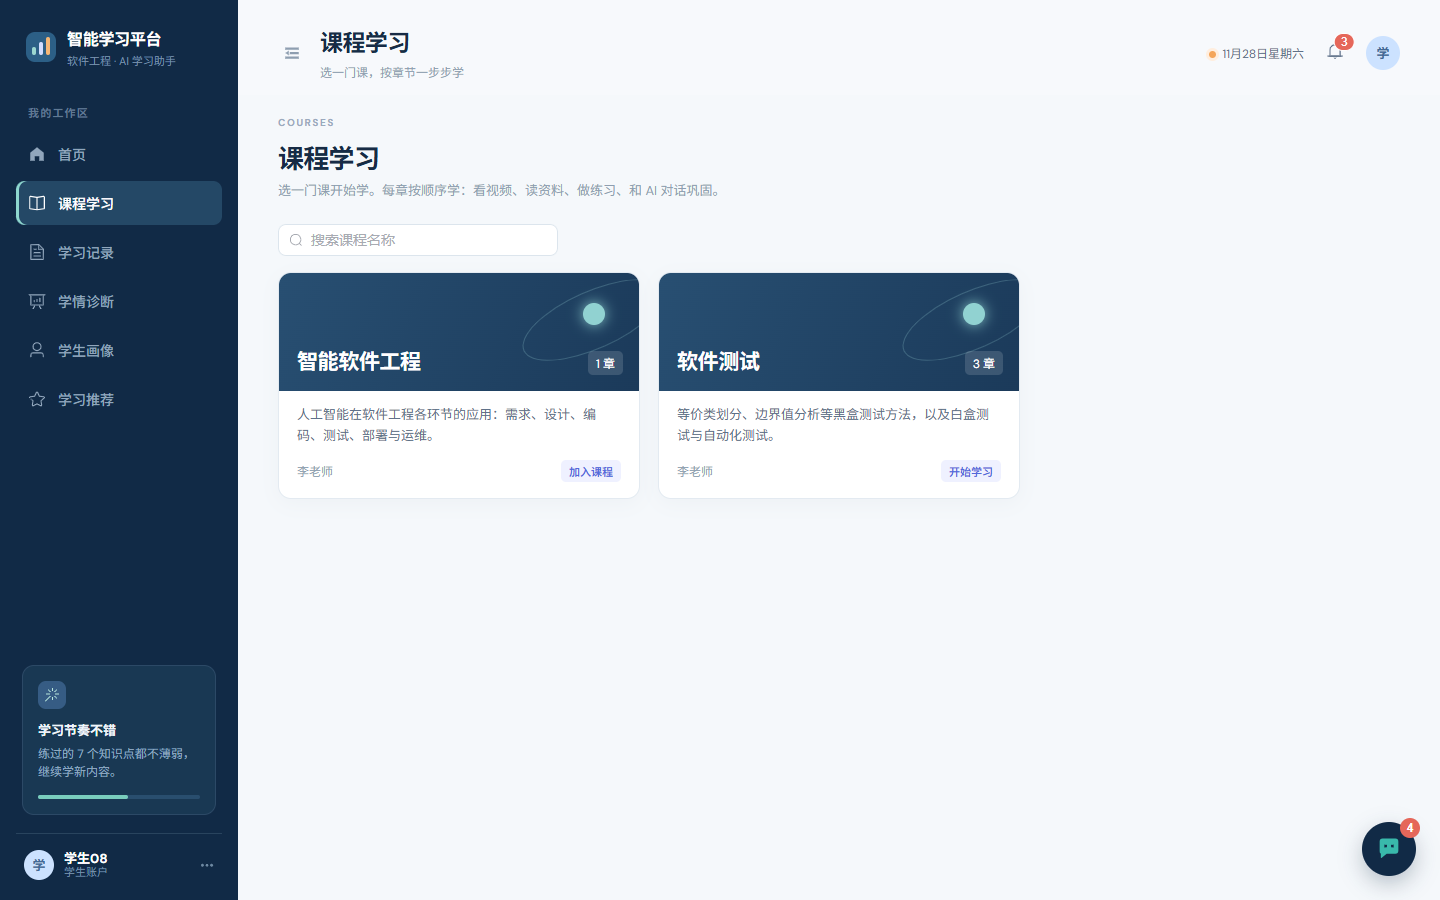 智能学习平台
软件工程 · AI 学习助手
我的工作区
首页
课程学习
学习记录
学情诊断
学生画像
学习推荐
学习节奏不错
练过的 7 个知识点都不薄弱，
继续学新内容。
学
学生08
学生账户
课程学习
选一门课，按章节一步步学
11月28日星期六
3
学
COURSES
课程学习
选一门课开始学。每章按顺序学：看视频、读资料、做练习、和 AI 对话巩固。
搜索课程名称
智能软件工程
1 章
人工智能在软件工程各环节的应用：需求、设计、编
码、测试、部署与运维。
李老师
加入课程
软件测试
3 章
等价类划分、边界值分析等黑盒测试方法，以及白盒测
试与自动化测试。
李老师
开始学习
4